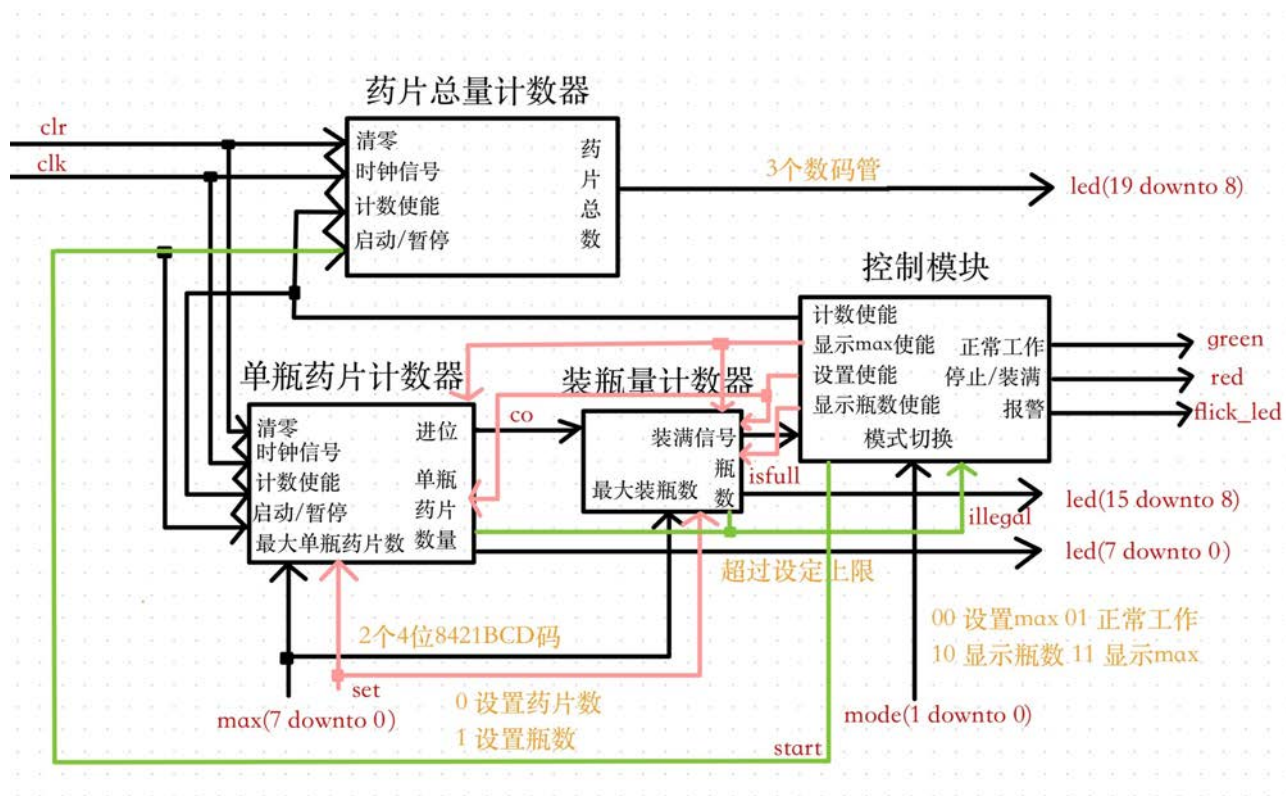 药片总量计数器
clr
clk
清零
时钟信号
计数使能
启动/暂停
药片总数
3个数码管
led(19 downto 8)
控制模块
计数使能
显示max使能
设置使能
显示瓶数使能
模式切换
正常工作
停止/装满
报警
green
red
flick_led
单瓶药片计数器
清零
时钟信号
计数使能
启动/暂停
最大单瓶药片数
进位
单瓶
药片
数量
co
装瓶量计数器
装满信号
瓶数
最大装瓶数
isfull
led(15 downto 8)
illegal
led(7 downto 0)
超过设定上限
2个4位8421BCD码
00 设置max 01 正常工作
10 显示瓶数 11 显示max
set
max(7 downto 0)
0 设置药片数
1 设置瓶数
mode(1 downto 0)
start